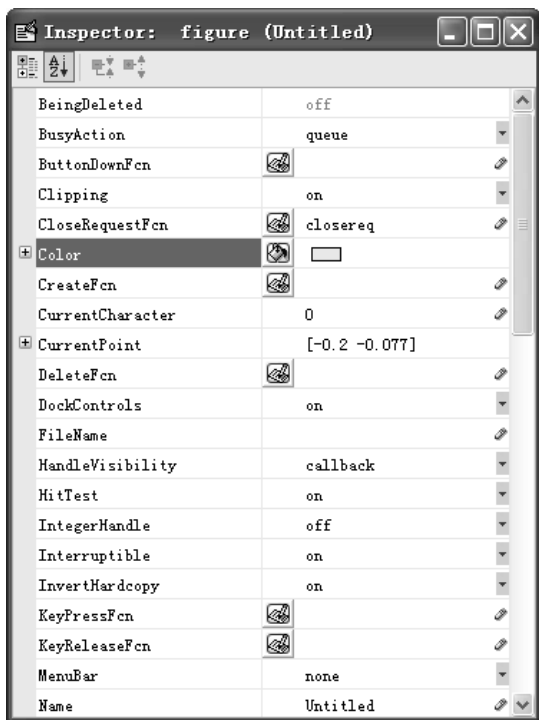 Inspector: figure (Untitled)
BeingDeleted off
BusyAction queue
ButtonDownFcn
Clipping on
CloseRequestFcn closereq
Color
CreateFcn
CurrentCharacter 0
CurrentPoint [-0.2 -0.077]
DeleteFcn
DockControls on
FileName
HandleVisibility callback
HitTest on
IntegerHandle off
Interruptible on
InvertHardcopy on
KeyPressFcn
KeyReleaseFcn
MenuBar none
Name Untitled